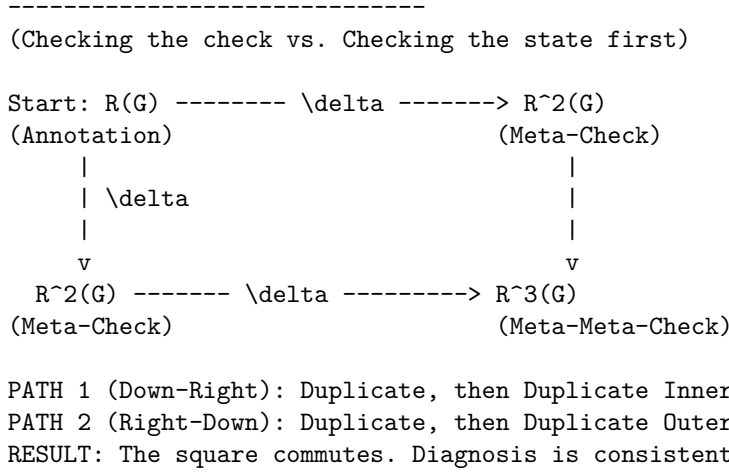 ------------------------------
(Checking the check vs. Checking the state first)
Start: R(G) -------- \delta -------> R^2(G)
(Annotation) (Meta-Check)
| |
| \delta |
| |
v v
R^2(G) ------- \delta ---------> R^3(G)
(Meta-Check) (Meta-Meta-Check)
PATH 1 (Down-Right): Duplicate, then Duplicate Inner
PATH 2 (Right-Down): Duplicate, then Duplicate Outer
RESULT: The square commutes. Diagnosis is consistent